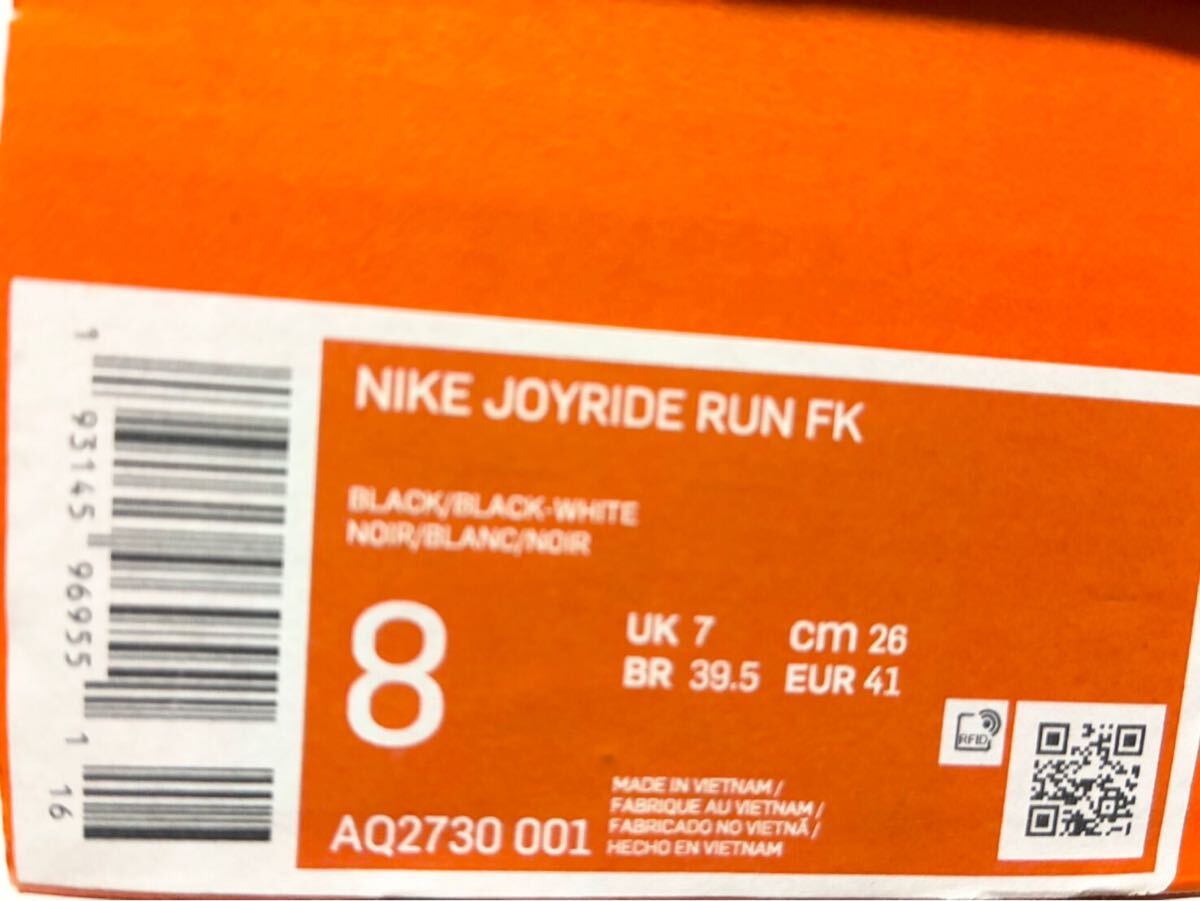 NIKE JOYRIDE RUN FK
BLACK/BLACK-WHITE
NOIR/BLANC/NOIR
8
UK 7 cm 26
BR 39.5 EUR 41
RFID
AQ2730 001
MADE IN VIETNAM /
FABRIQUE AU VIETNAM /
FABRICADO NO VIETNÃ /
HECHO EN VIETNAM
1 93145 96955 1
16